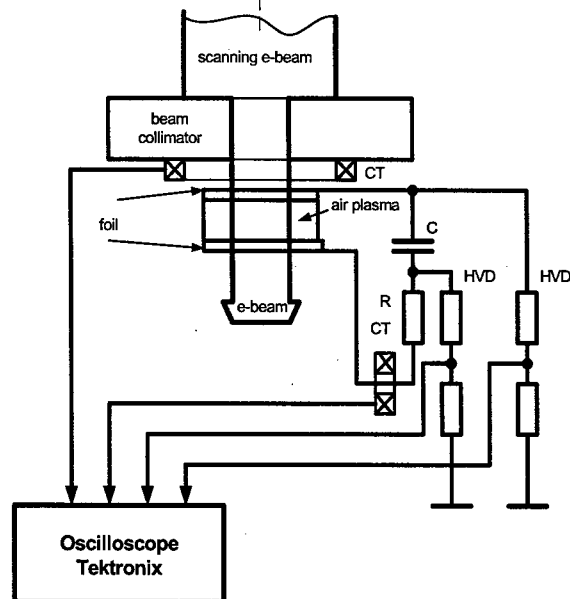 scanning e-beam
beam
collimator
CT
air plasma
foil
C
HVD
HVD
R
e-beam
CT
Oscilloscope
Tektronix